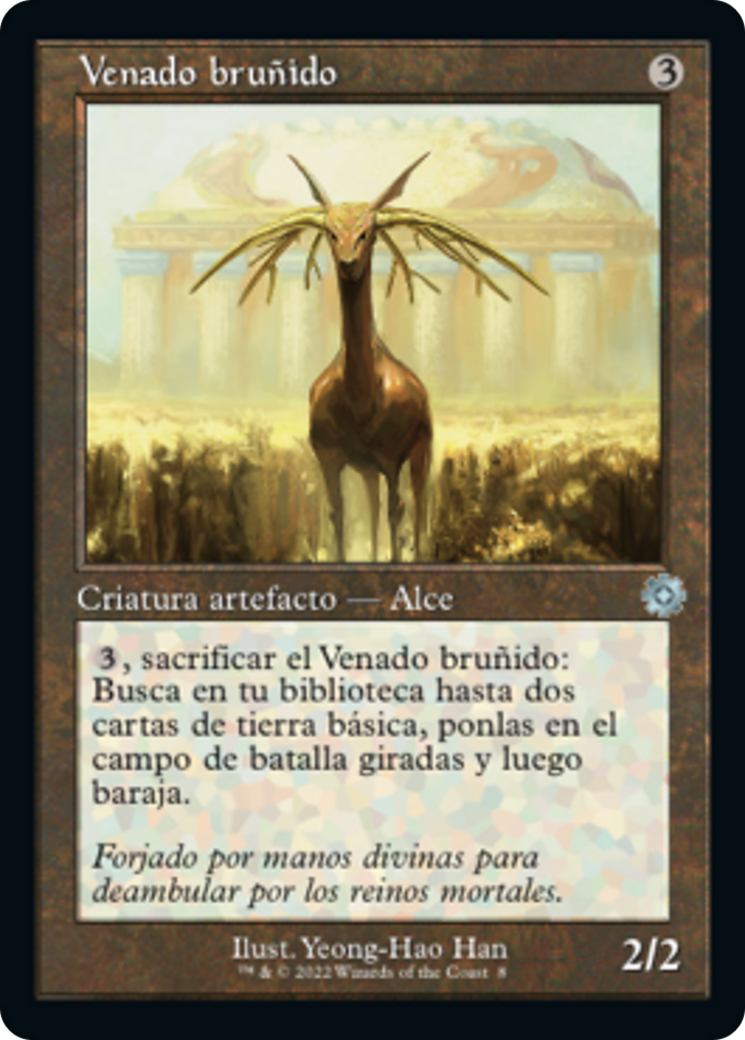 Venado bruñido 3
Criatura artefacto — Alce
3, sacrificar el Venado bruñido:
Busca en tu biblioteca hasta dos
cartas de tierra básica, ponlas en el
campo de batalla giradas y luego
baraja.
Forjado por manos divinas para
deambular por los reinos mortales.
Ilust. Yeong-Hao Han
™ & © 2022 Wizards of the Coast 8
2/2